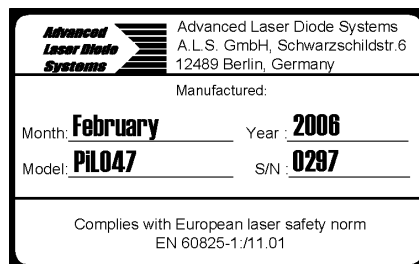 Advanced
Laser Diode
Systems
Advanced Laser Diode Systems
A.L.S. GmbH, Schwarzschildstr.6
12489 Berlin, Germany
Manufactured:
Month: February Year : 2006
Model: PiL047 S/N : 0297
Complies with European laser safety norm
EN 60825-1:/11.01